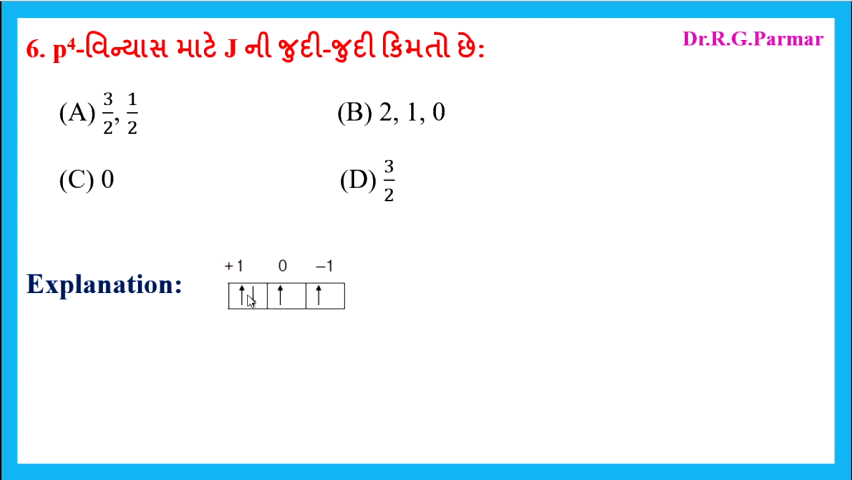 6. p⁴-વિન્યાસ માટે J ની જુદી-જુદી કિમતો છે:
Dr.R.G.Parmar
(A) 3/2, 1/2
(B) 2, 1, 0
(C) 0
(D) 3/2
+1 0 –1
Explanation: